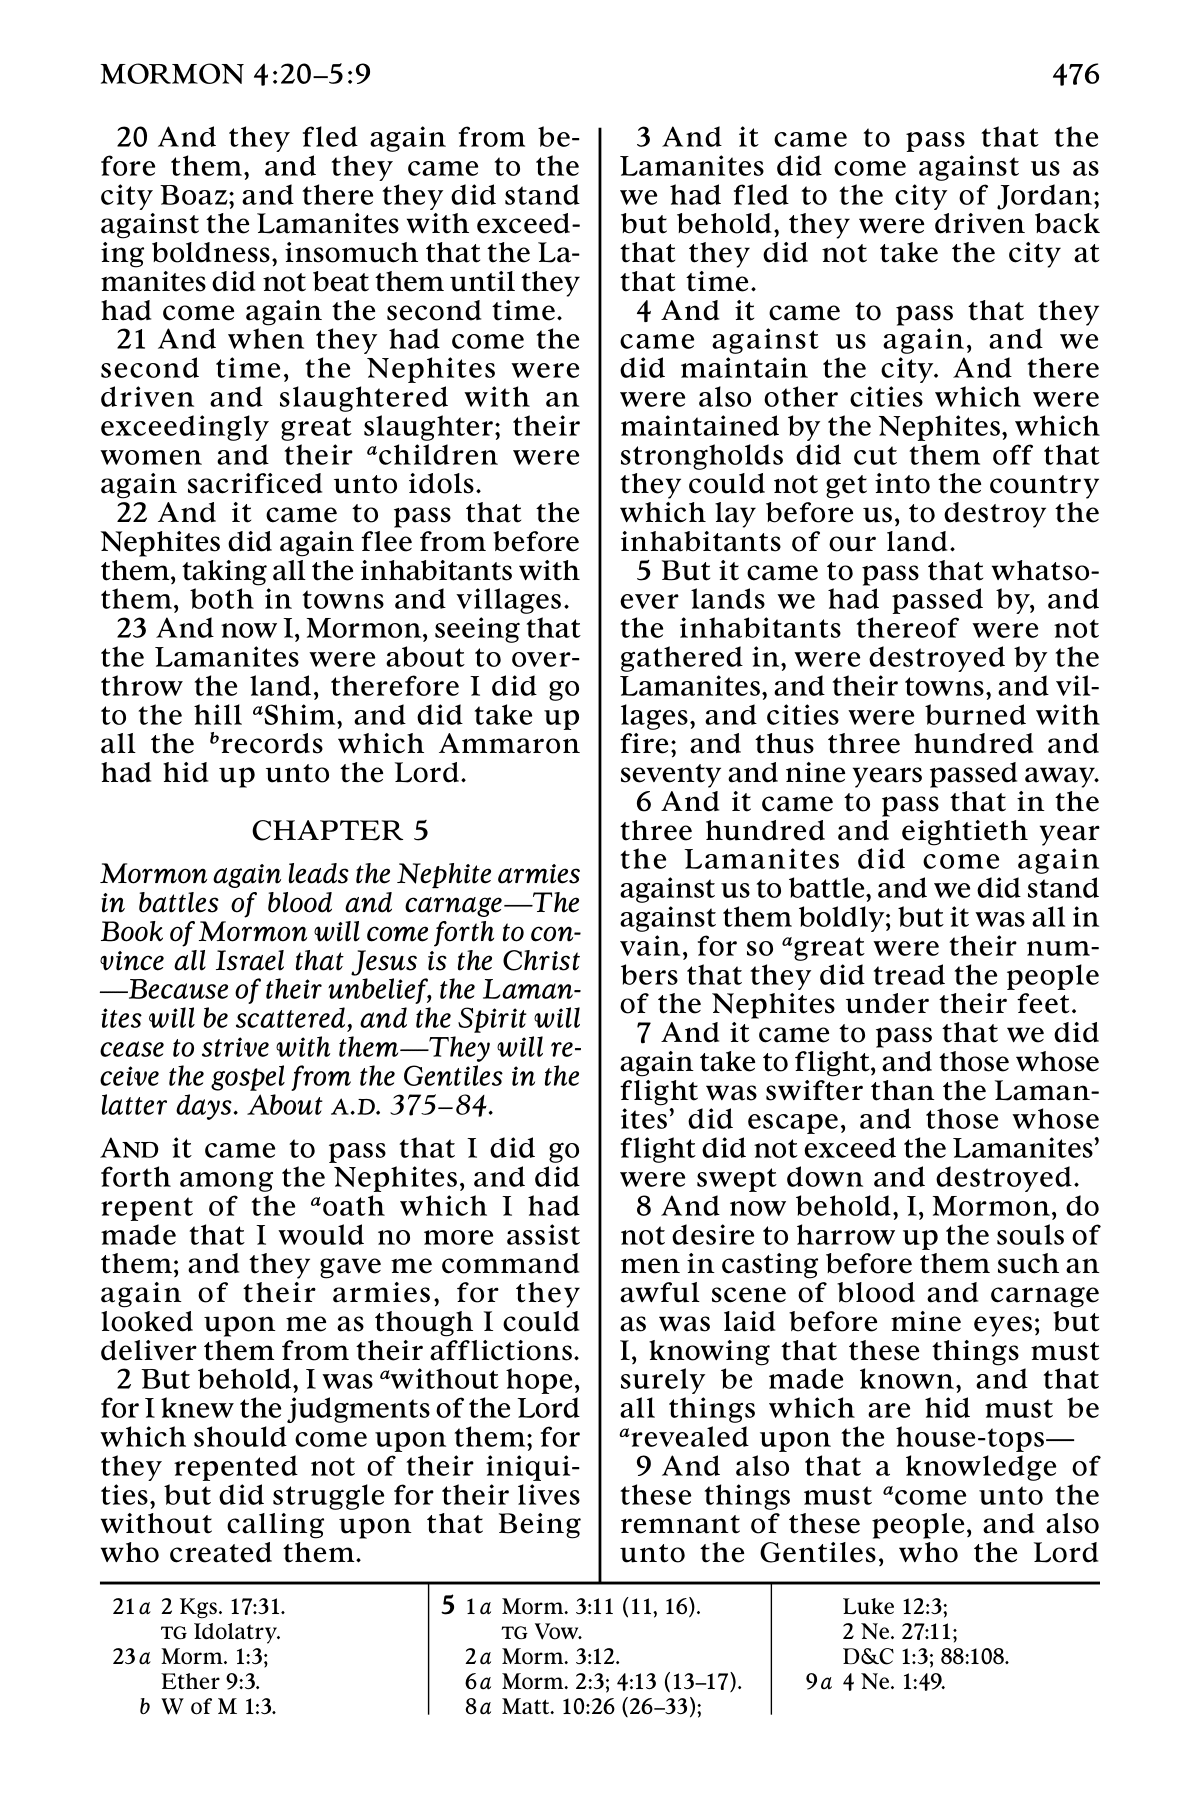 MORMON 4:20–5:9
476
20 And they fled again from be-
fore them, and they came to the
city Boaz; and there they did stand
against the Lamanites with exceed-
ing boldness, insomuch that the La-
manites did not beat them until they
had come again the second time.
21 And when they had come the
second time, the Nephites were
driven and slaughtered with an
exceedingly great slaughter; their
women and their achildren were
again sacrificed unto idols.
22 And it came to pass that the
Nephites did again flee from before
them, taking all the inhabitants with
them, both in towns and villages.
23 And now I, Mormon, seeing that
the Lamanites were about to over-
throw the land, therefore I did go
to the hill aShim, and did take up
all the brecords which Ammaron
had hid up unto the Lord.
CHAPTER 5
Mormon again leads the Nephite armies
in battles of blood and carnage—The
Book of Mormon will come forth to con-
vince all Israel that Jesus is the Christ
—Because of their unbelief, the Laman-
ites will be scattered, and the Spirit will
cease to strive with them—They will re-
ceive the gospel from the Gentiles in the
latter days. About A.D. 375–84.
AND it came to pass that I did go
forth among the Nephites, and did
repent of the aoath which I had
made that I would no more assist
them; and they gave me command
again of their armies, for they
looked upon me as though I could
deliver them from their afflictions.
2 But behold, I was awithout hope,
for I knew the judgments of the Lord
which should come upon them; for
they repented not of their iniqui-
ties, but did struggle for their lives
without calling upon that Being
who created them.
3 And it came to pass that the
Lamanites did come against us as
we had fled to the city of Jordan;
but behold, they were driven back
that they did not take the city at
that time.
4 And it came to pass that they
came against us again, and we
did maintain the city. And there
were also other cities which were
maintained by the Nephites, which
strongholds did cut them off that
they could not get into the country
which lay before us, to destroy the
inhabitants of our land.
5 But it came to pass that whatso-
ever lands we had passed by, and
the inhabitants thereof were not
gathered in, were destroyed by the
Lamanites, and their towns, and vil-
lages, and cities were burned with
fire; and thus three hundred and
seventy and nine years passed away.
6 And it came to pass that in the
three hundred and eightieth year
the Lamanites did come again
against us to battle, and we did stand
against them boldly; but it was all in
vain, for so agreat were their num-
bers that they did tread the people
of the Nephites under their feet.
7 And it came to pass that we did
again take to flight, and those whose
flight was swifter than the Laman-
ites’ did escape, and those whose
flight did not exceed the Lamanites’
were swept down and destroyed.
8 And now behold, I, Mormon, do
not desire to harrow up the souls of
men in casting before them such an
awful scene of blood and carnage
as was laid before mine eyes; but
I, knowing that these things must
surely be made known, and that
all things which are hid must be
arevealed upon the house-tops—
9 And also that a knowledge of
these things must acome unto the
remnant of these people, and also
unto the Gentiles, who the Lord
21 a 2 Kgs. 17:31.
TG Idolatry.
23 a Morm. 1:3;
Ether 9:3.
b W of M 1:3.
5 1 a Morm. 3:11 (11, 16).
TG Vow.
2 a Morm. 3:12.
6 a Morm. 2:3; 4:13 (13–17).
8 a Matt. 10:26 (26–33);
Luke 12:3;
2 Ne. 27:11;
D&C 1:3; 88:108.
9 a 4 Ne. 1:49.